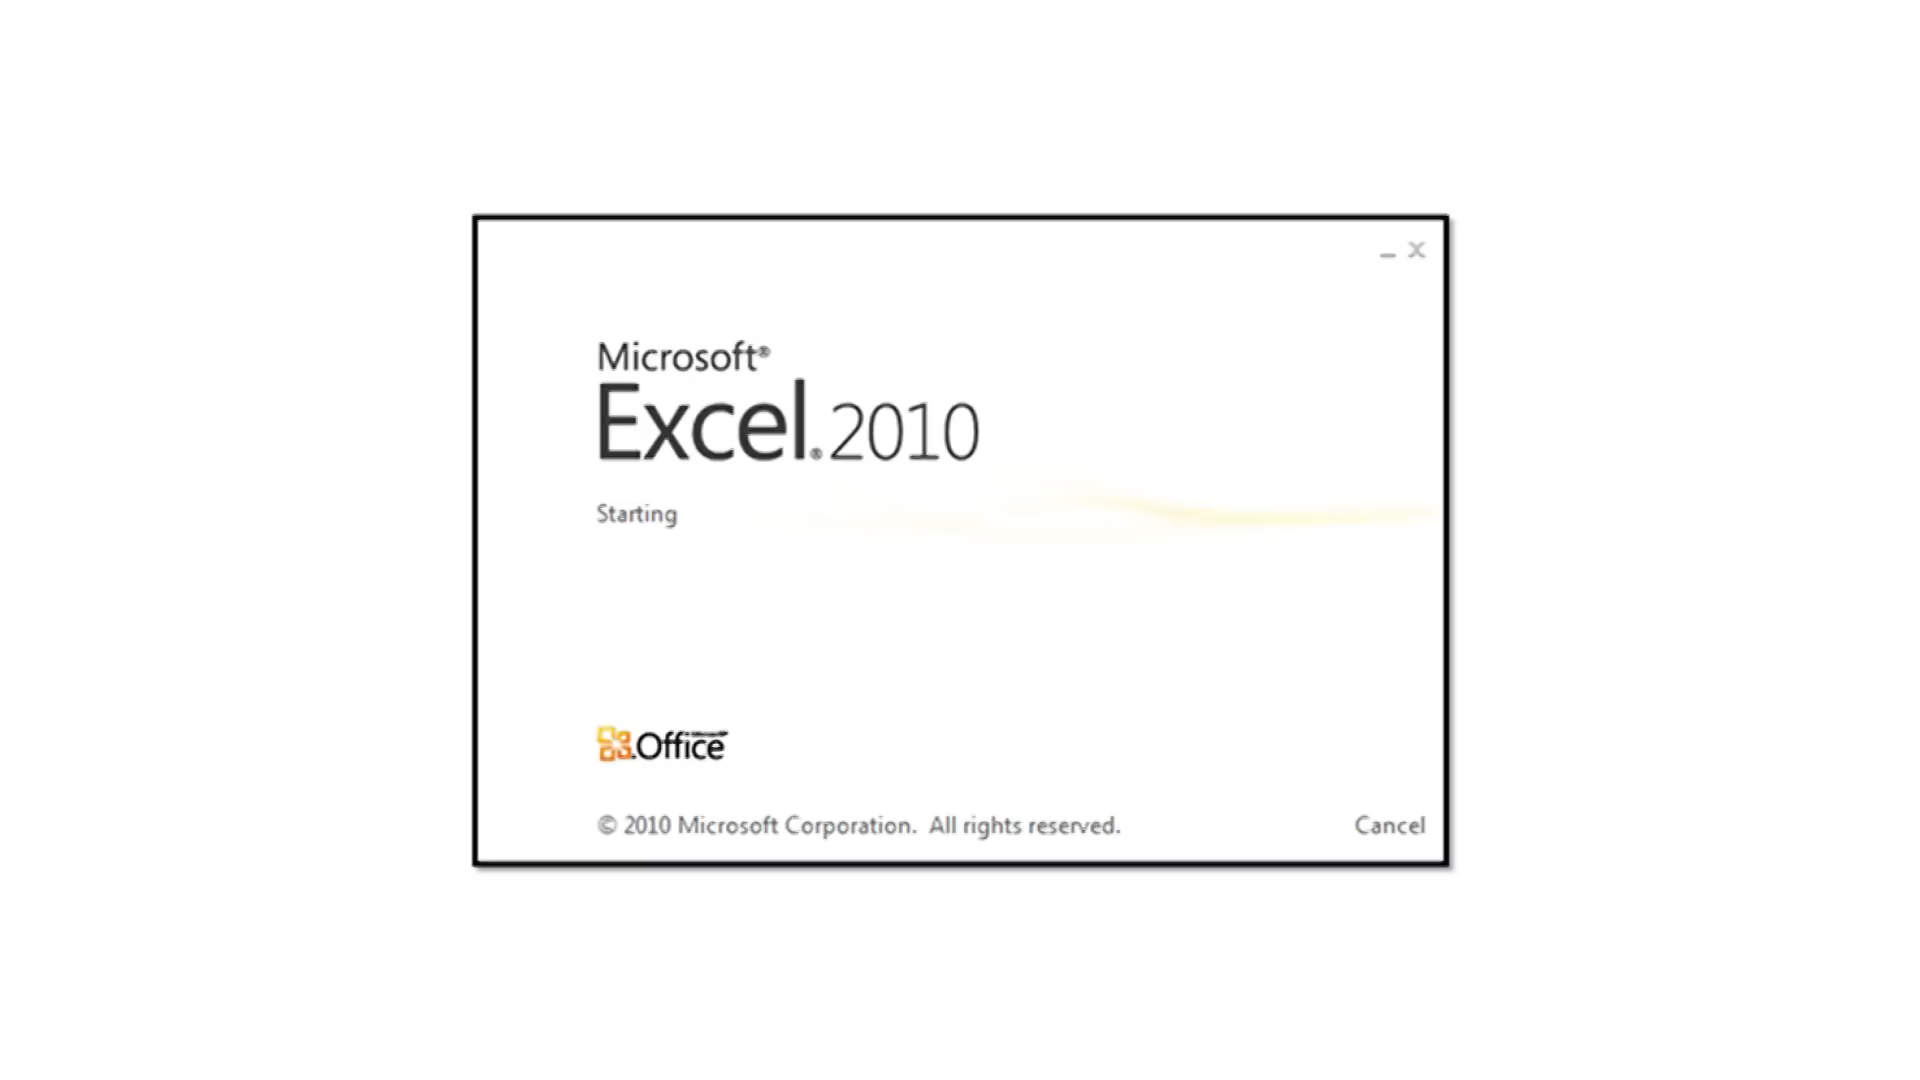 Microsoft®
Excel® 2010
Starting
Office
© 2010 Microsoft Corporation. All rights reserved.
Cancel